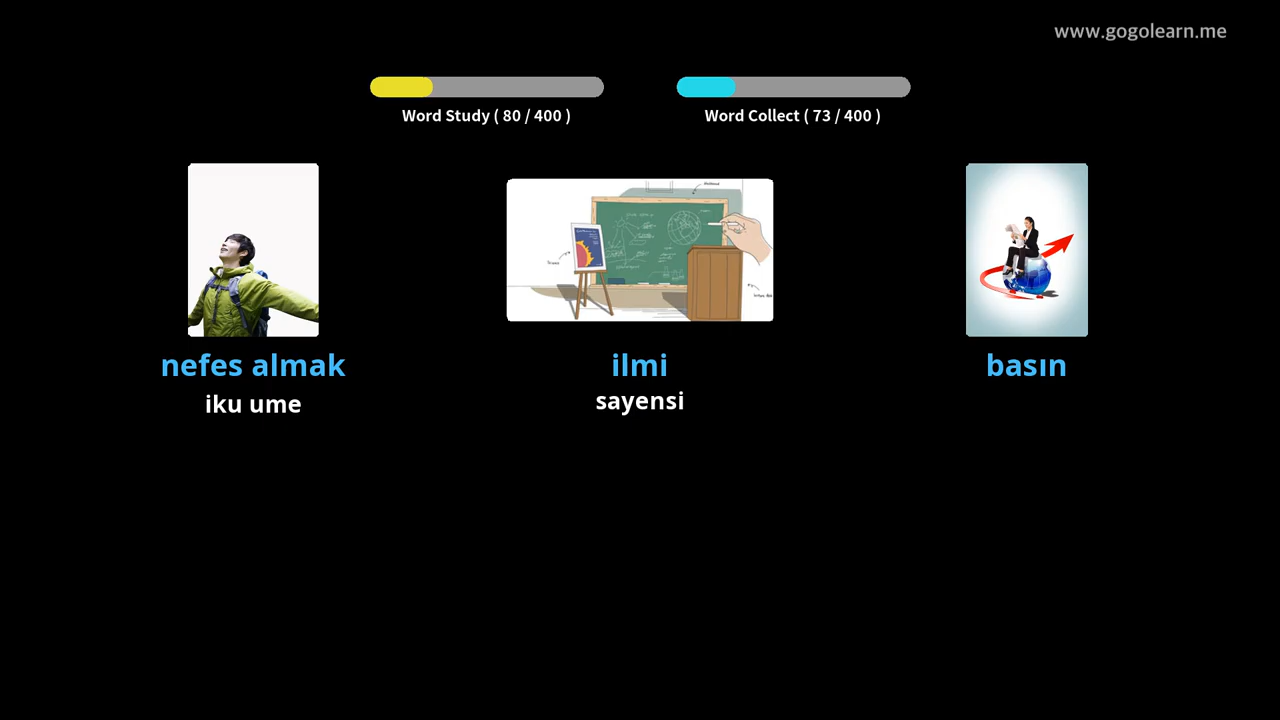 www.gogolearn.me
Word Study ( 80 / 400 )
Word Collect ( 73 / 400 )
nefes almak
iku ume
ilmi
sayensi
basın